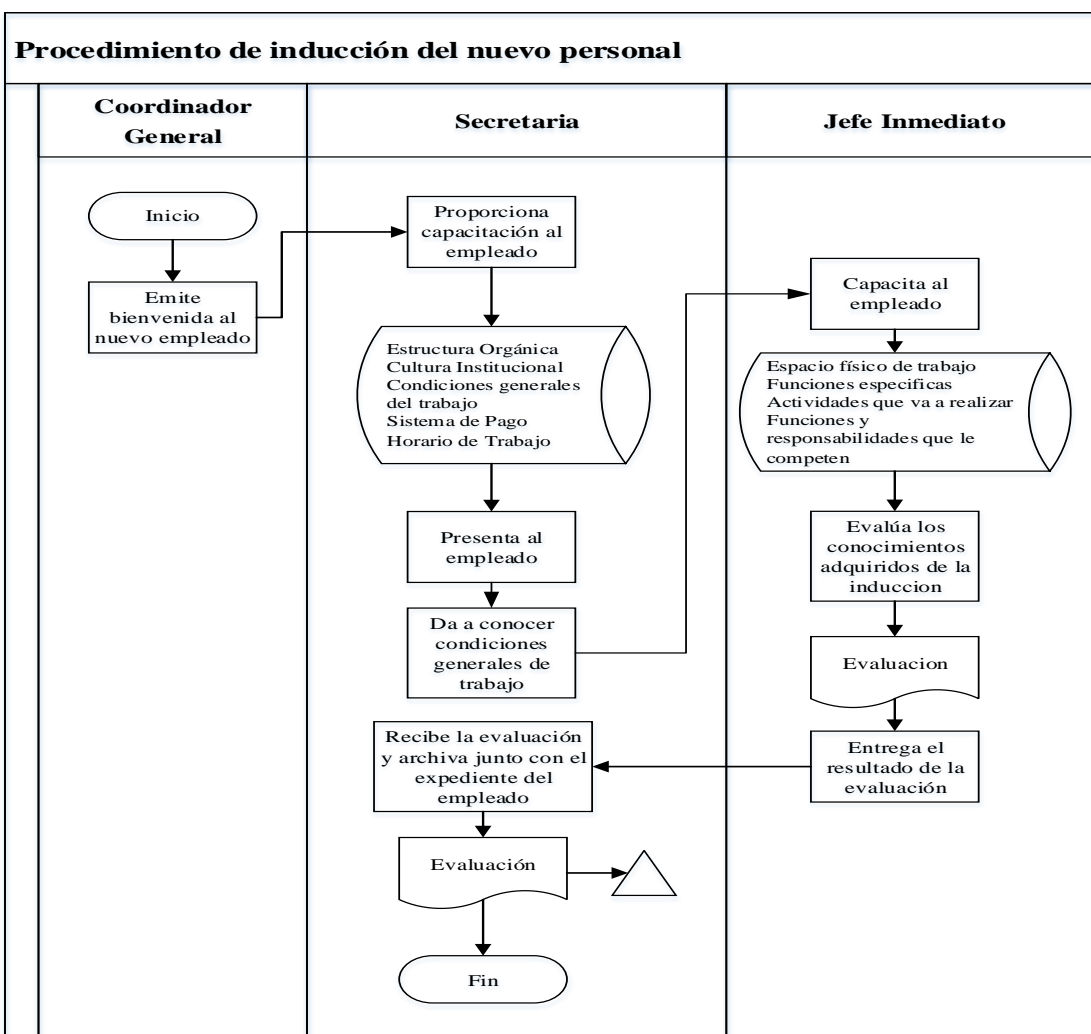 Procedimiento de inducción del nuevo personal
Coordinador
General
Secretaria
Jefe Inmediato
Inicio
Emite
bienvenida al
nuevo empleado
Proporciona
capacitación al
empleado
Estructura Orgánica
Cultura Institucional
Condiciones generales
del trabajo
Sistema de Pago
Horario de Trabajo
Presenta al
empleado
Da a conocer
condiciones
generales de
trabajo
Capacita al
empleado
Espacio físico de trabajo
Funciones especificas
Actividades que va a realizar
Funciones y
responsabilidades que le
competen
Evalúa los
conocimientos
adquiridos de la
induccion
Evaluacion
Entrega el
resultado de la
evaluación
Recibe la evaluación
y archiva junto con el
expediente del
empleado
Evaluación
Fin